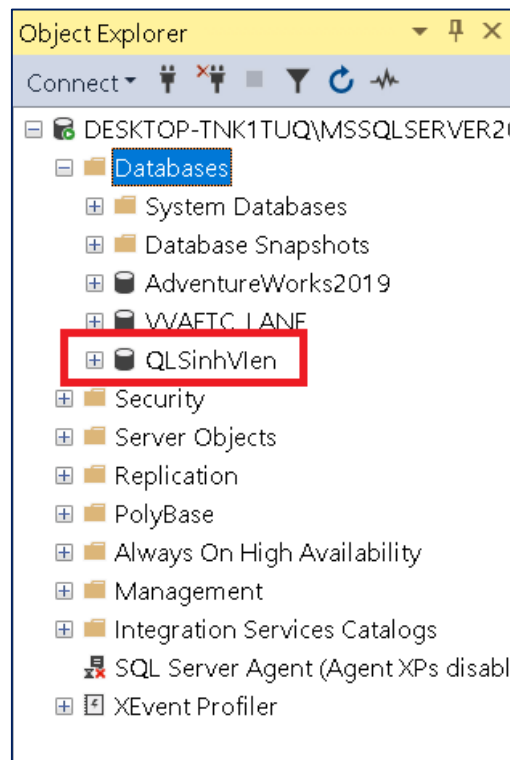 Object Explorer
Connect
DESKTOP-TNK1TUQ\MSSQLSERVER20
Databases
System Databases
Database Snapshots
AdventureWorks2019
QLSinhVIen
Security
Server Objects
Replication
PolyBase
Always On High Availability
Management
Integration Services Catalogs
SQL Server Agent (Agent XPs disabl
XEvent Profiler